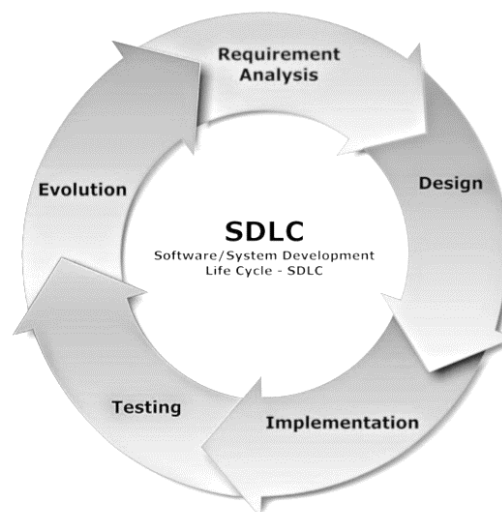 Requirement
Analysis
Design
Evolution
SDLC
Software/System Development
Life Cycle - SDLC
Testing
Implementation